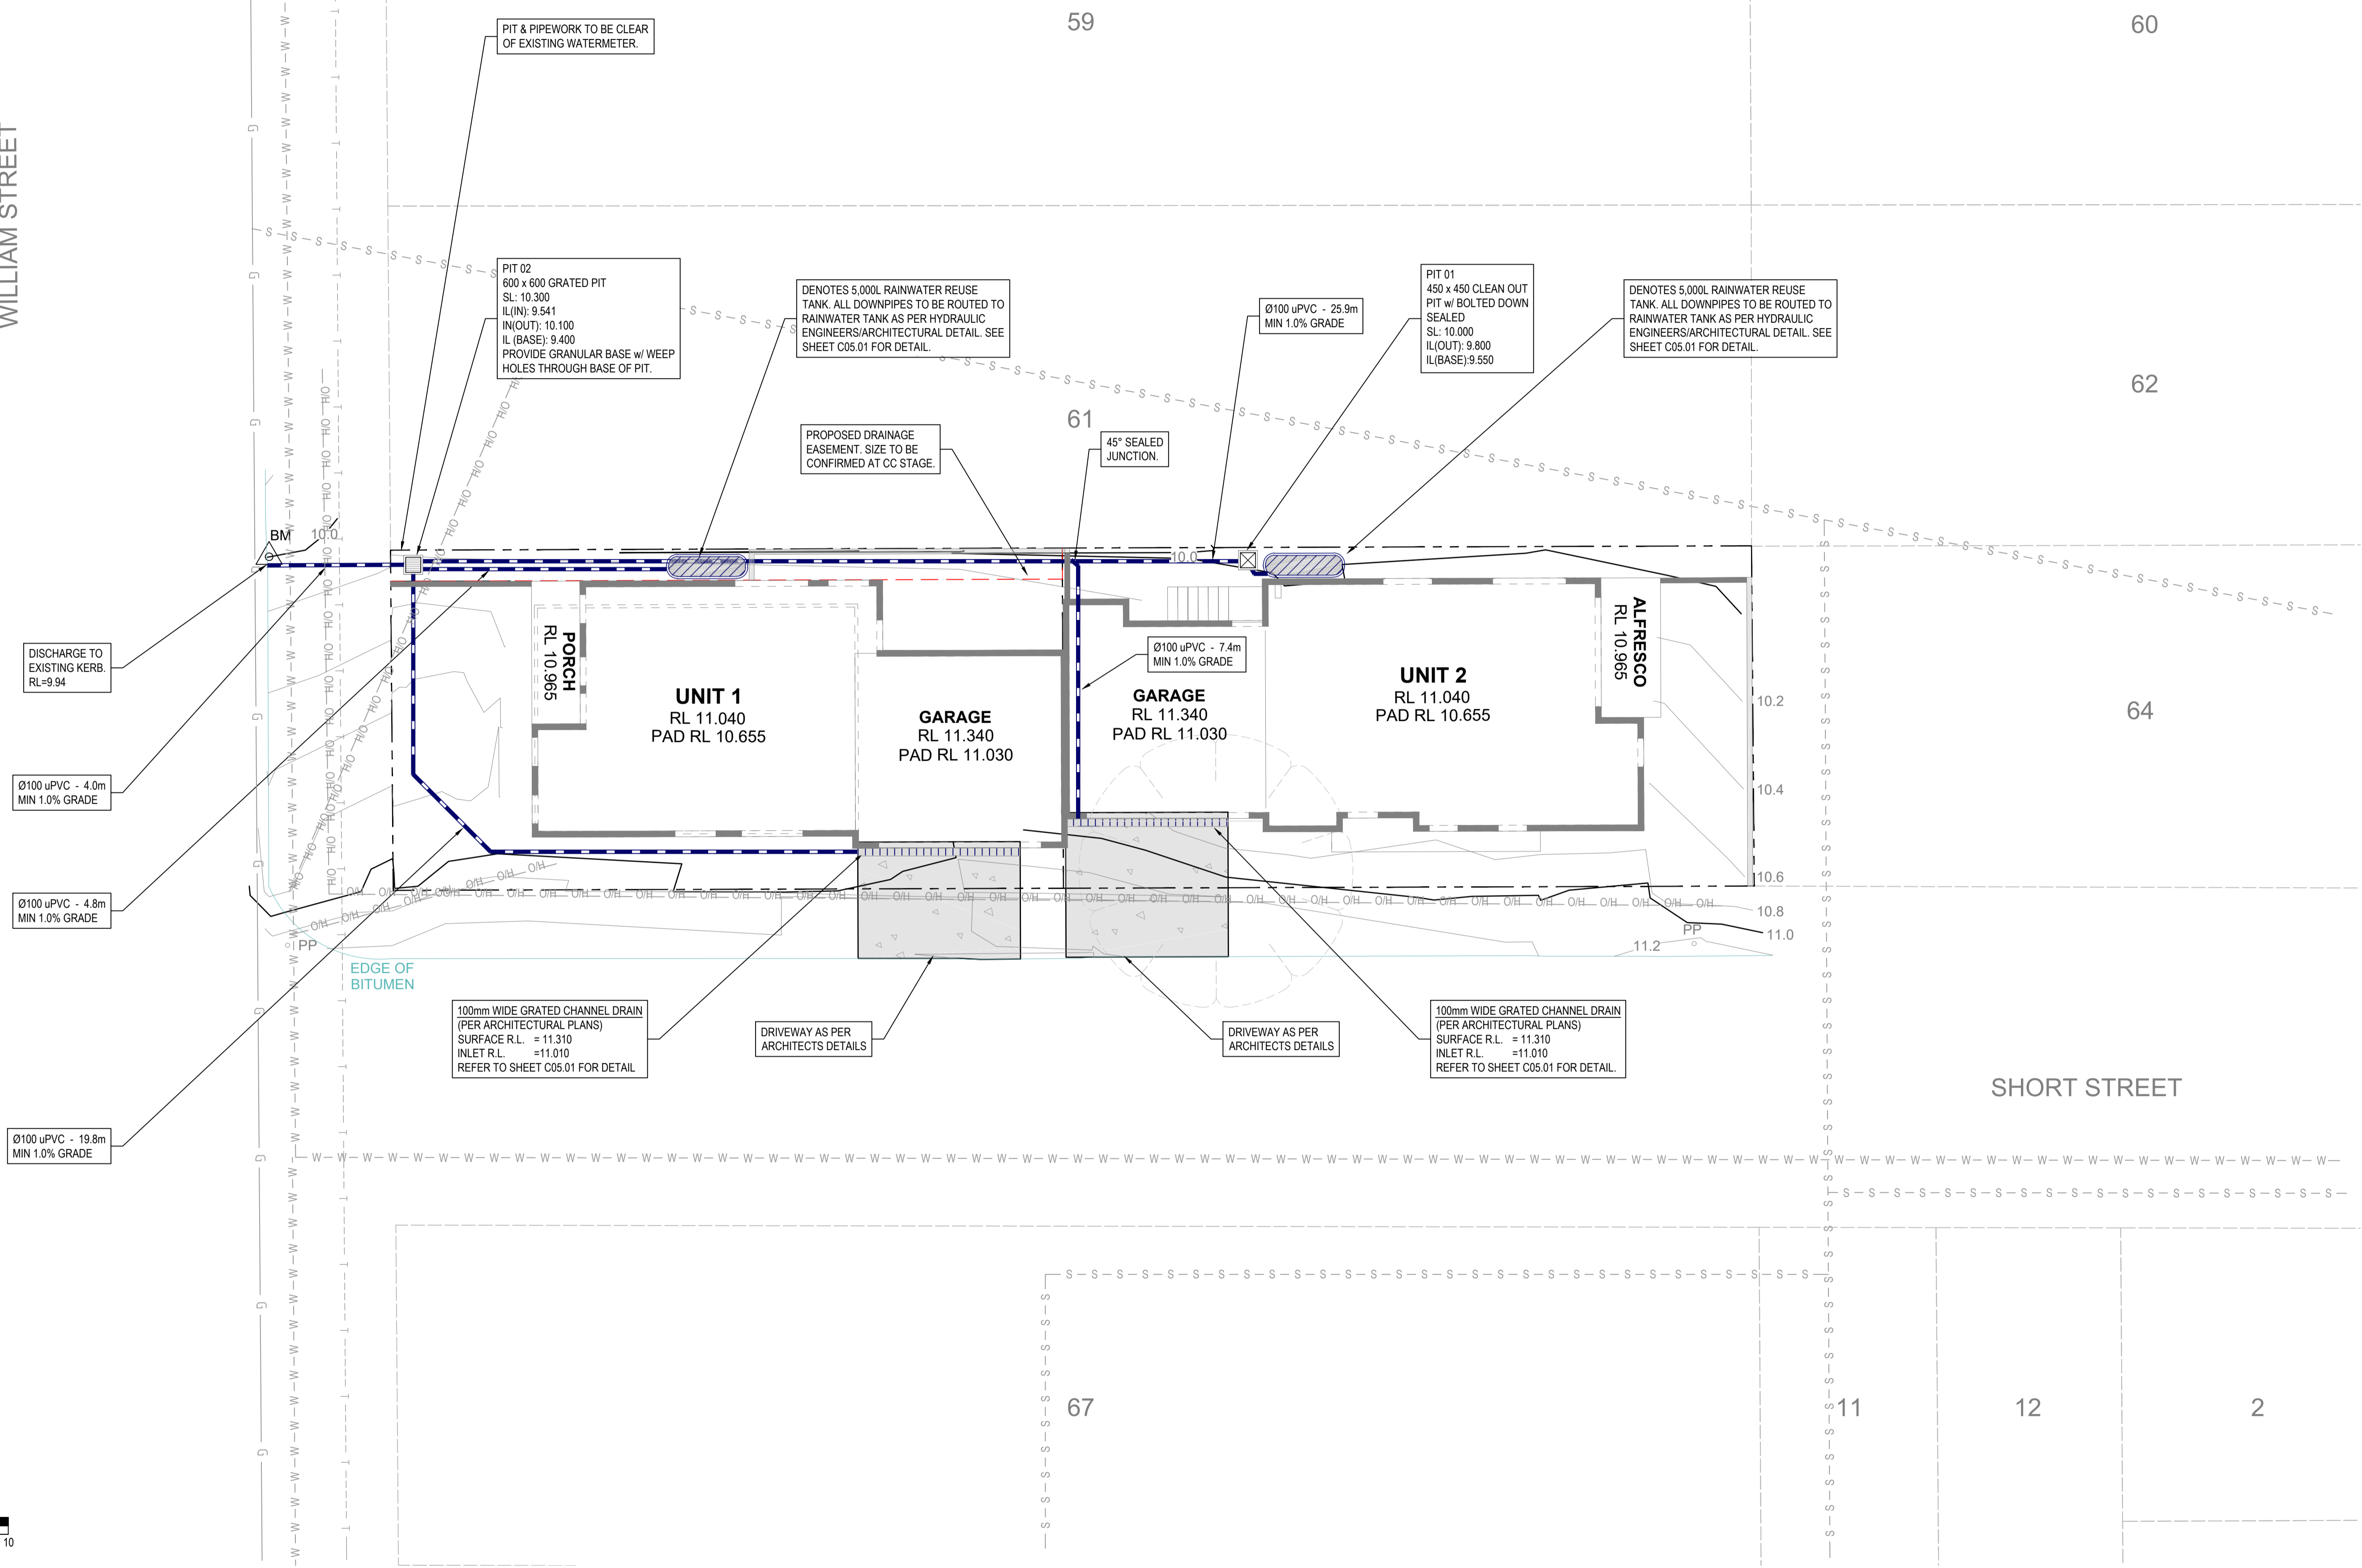 59
60
PIT & PIPEWORK TO BE CLEAR
OF EXISTING WATERMETER.
WILLIAM STREET
PIT 02
600 x 600 GRATED PIT
SL: 10.300
IL(IN): 9.541
IN(OUT): 10.100
IL (BASE): 9.400
PROVIDE GRANULAR BASE w/ WEEP
HOLES THROUGH BASE OF PIT.
DENOTES 5,000L RAINWATER REUSE
TANK. ALL DOWNPIPES TO BE ROUTED TO
RAINWATER TANK AS PER HYDRAULIC
ENGINEERS/ARCHITECTURAL DETAIL. SEE
SHEET C05.01 FOR DETAIL.
Ø100 uPVC - 25.9m
MIN 1.0% GRADE
PIT 01
450 x 450 CLEAN OUT
PIT w/ BOLTED DOWN
SEALED
SL: 10.000
IL(OUT): 9.800
IL(BASE):9.550
DENOTES 5,000L RAINWATER REUSE
TANK. ALL DOWNPIPES TO BE ROUTED TO
RAINWATER TANK AS PER HYDRAULIC
ENGINEERS/ARCHITECTURAL DETAIL. SEE
SHEET C05.01 FOR DETAIL.
62
61
PROPOSED DRAINAGE
EASEMENT. SIZE TO BE
CONFIRMED AT CC STAGE.
45° SEALED
JUNCTION.
BM
10.0
10.0
DISCHARGE TO
EXISTING KERB.
RL=9.94
PORCH
RL 10.965
UNIT 1
RL 11.040
PAD RL 10.655
GARAGE
RL 11.340
PAD RL 11.030
Ø100 uPVC - 7.4m
MIN 1.0% GRADE
GARAGE
RL 11.340
PAD RL 11.030
UNIT 2
RL 11.040
PAD RL 10.655
ALFRESCO
RL 10.965
10.2
64
10.4
Ø100 uPVC - 4.0m
MIN 1.0% GRADE
10.6
10.8
Ø100 uPVC - 4.8m
MIN 1.0% GRADE
11.0
PP
PP
11.2
EDGE OF
BITUMEN
100mm WIDE GRATED CHANNEL DRAIN
(PER ARCHITECTURAL PLANS)
SURFACE R.L. = 11.310
INLET R.L. =11.010
REFER TO SHEET C05.01 FOR DETAIL
DRIVEWAY AS PER
ARCHITECTS DETAILS
DRIVEWAY AS PER
ARCHITECTS DETAILS
100mm WIDE GRATED CHANNEL DRAIN
(PER ARCHITECTURAL PLANS)
SURFACE R.L. = 11.310
INLET R.L. =11.010
REFER TO SHEET C05.01 FOR DETAIL.
SHORT STREET
Ø100 uPVC - 19.8m
MIN 1.0% GRADE
67
11
12
2
10